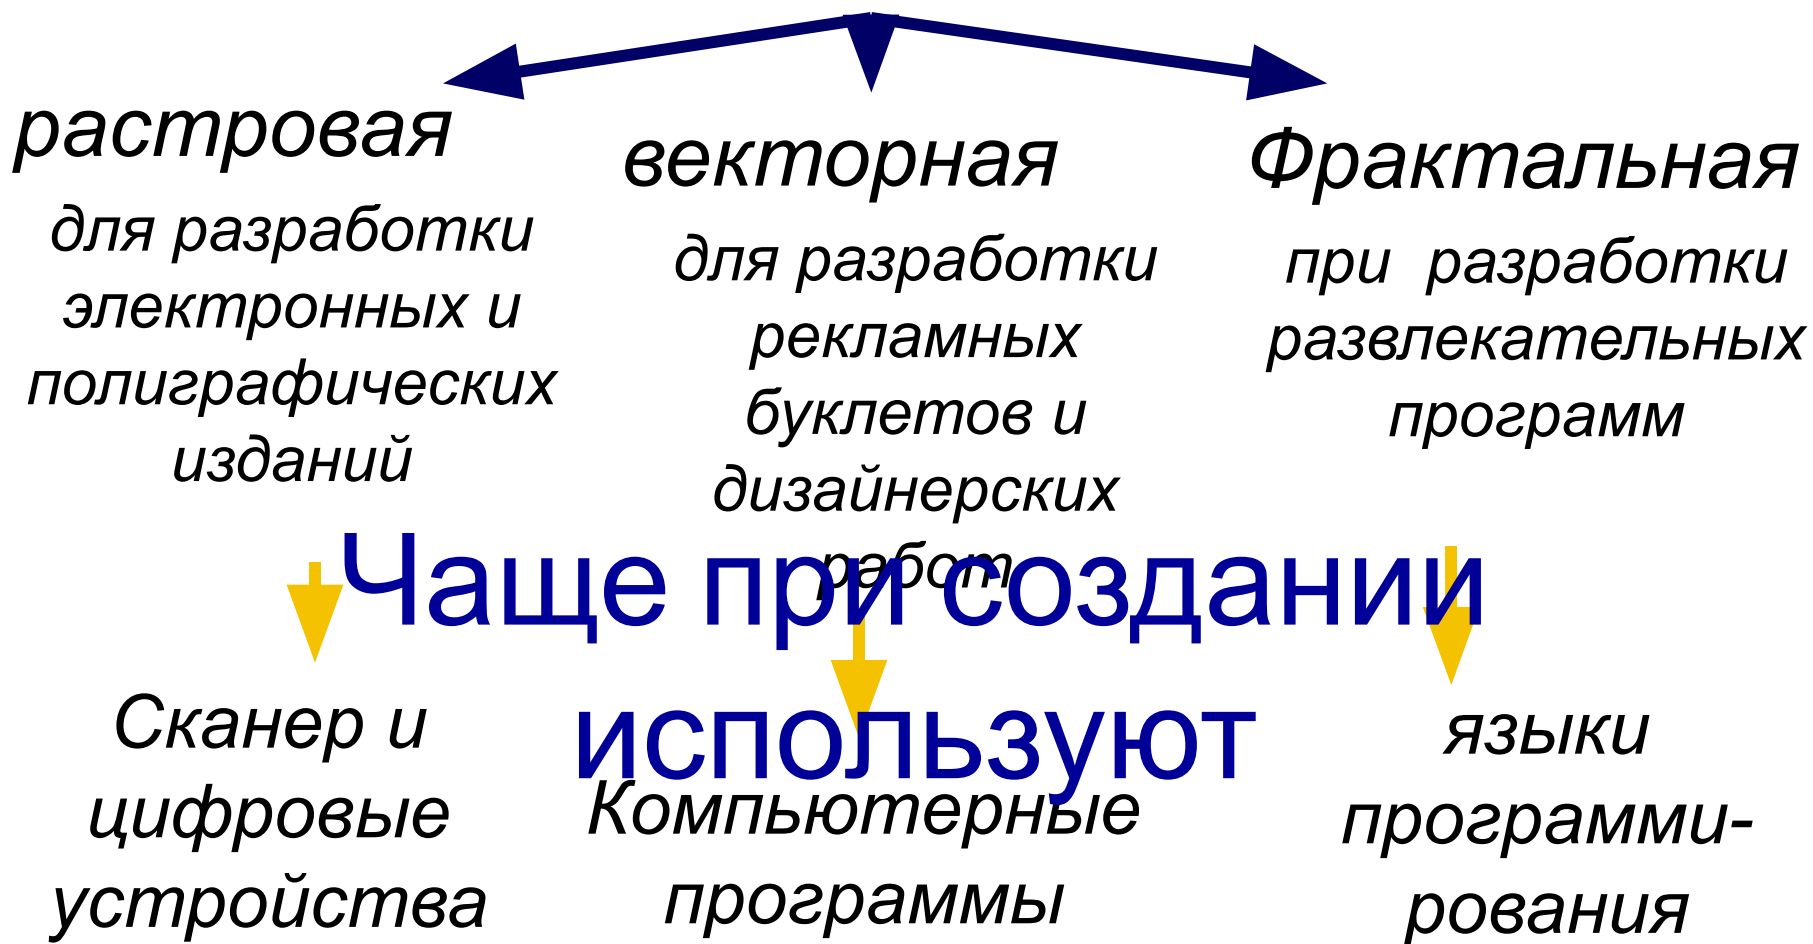 растровая
для разработки
электронных и
полиграфических
изданий
векторная
для разработки
рекламных
буклетов и
дизайнерских
работ
Фрактальная
при разработки
развлекательных
программ
Чаще при создании
используют
Сканер и
цифровые
устройства
Компьютерные
программы
языки
программи-
рования